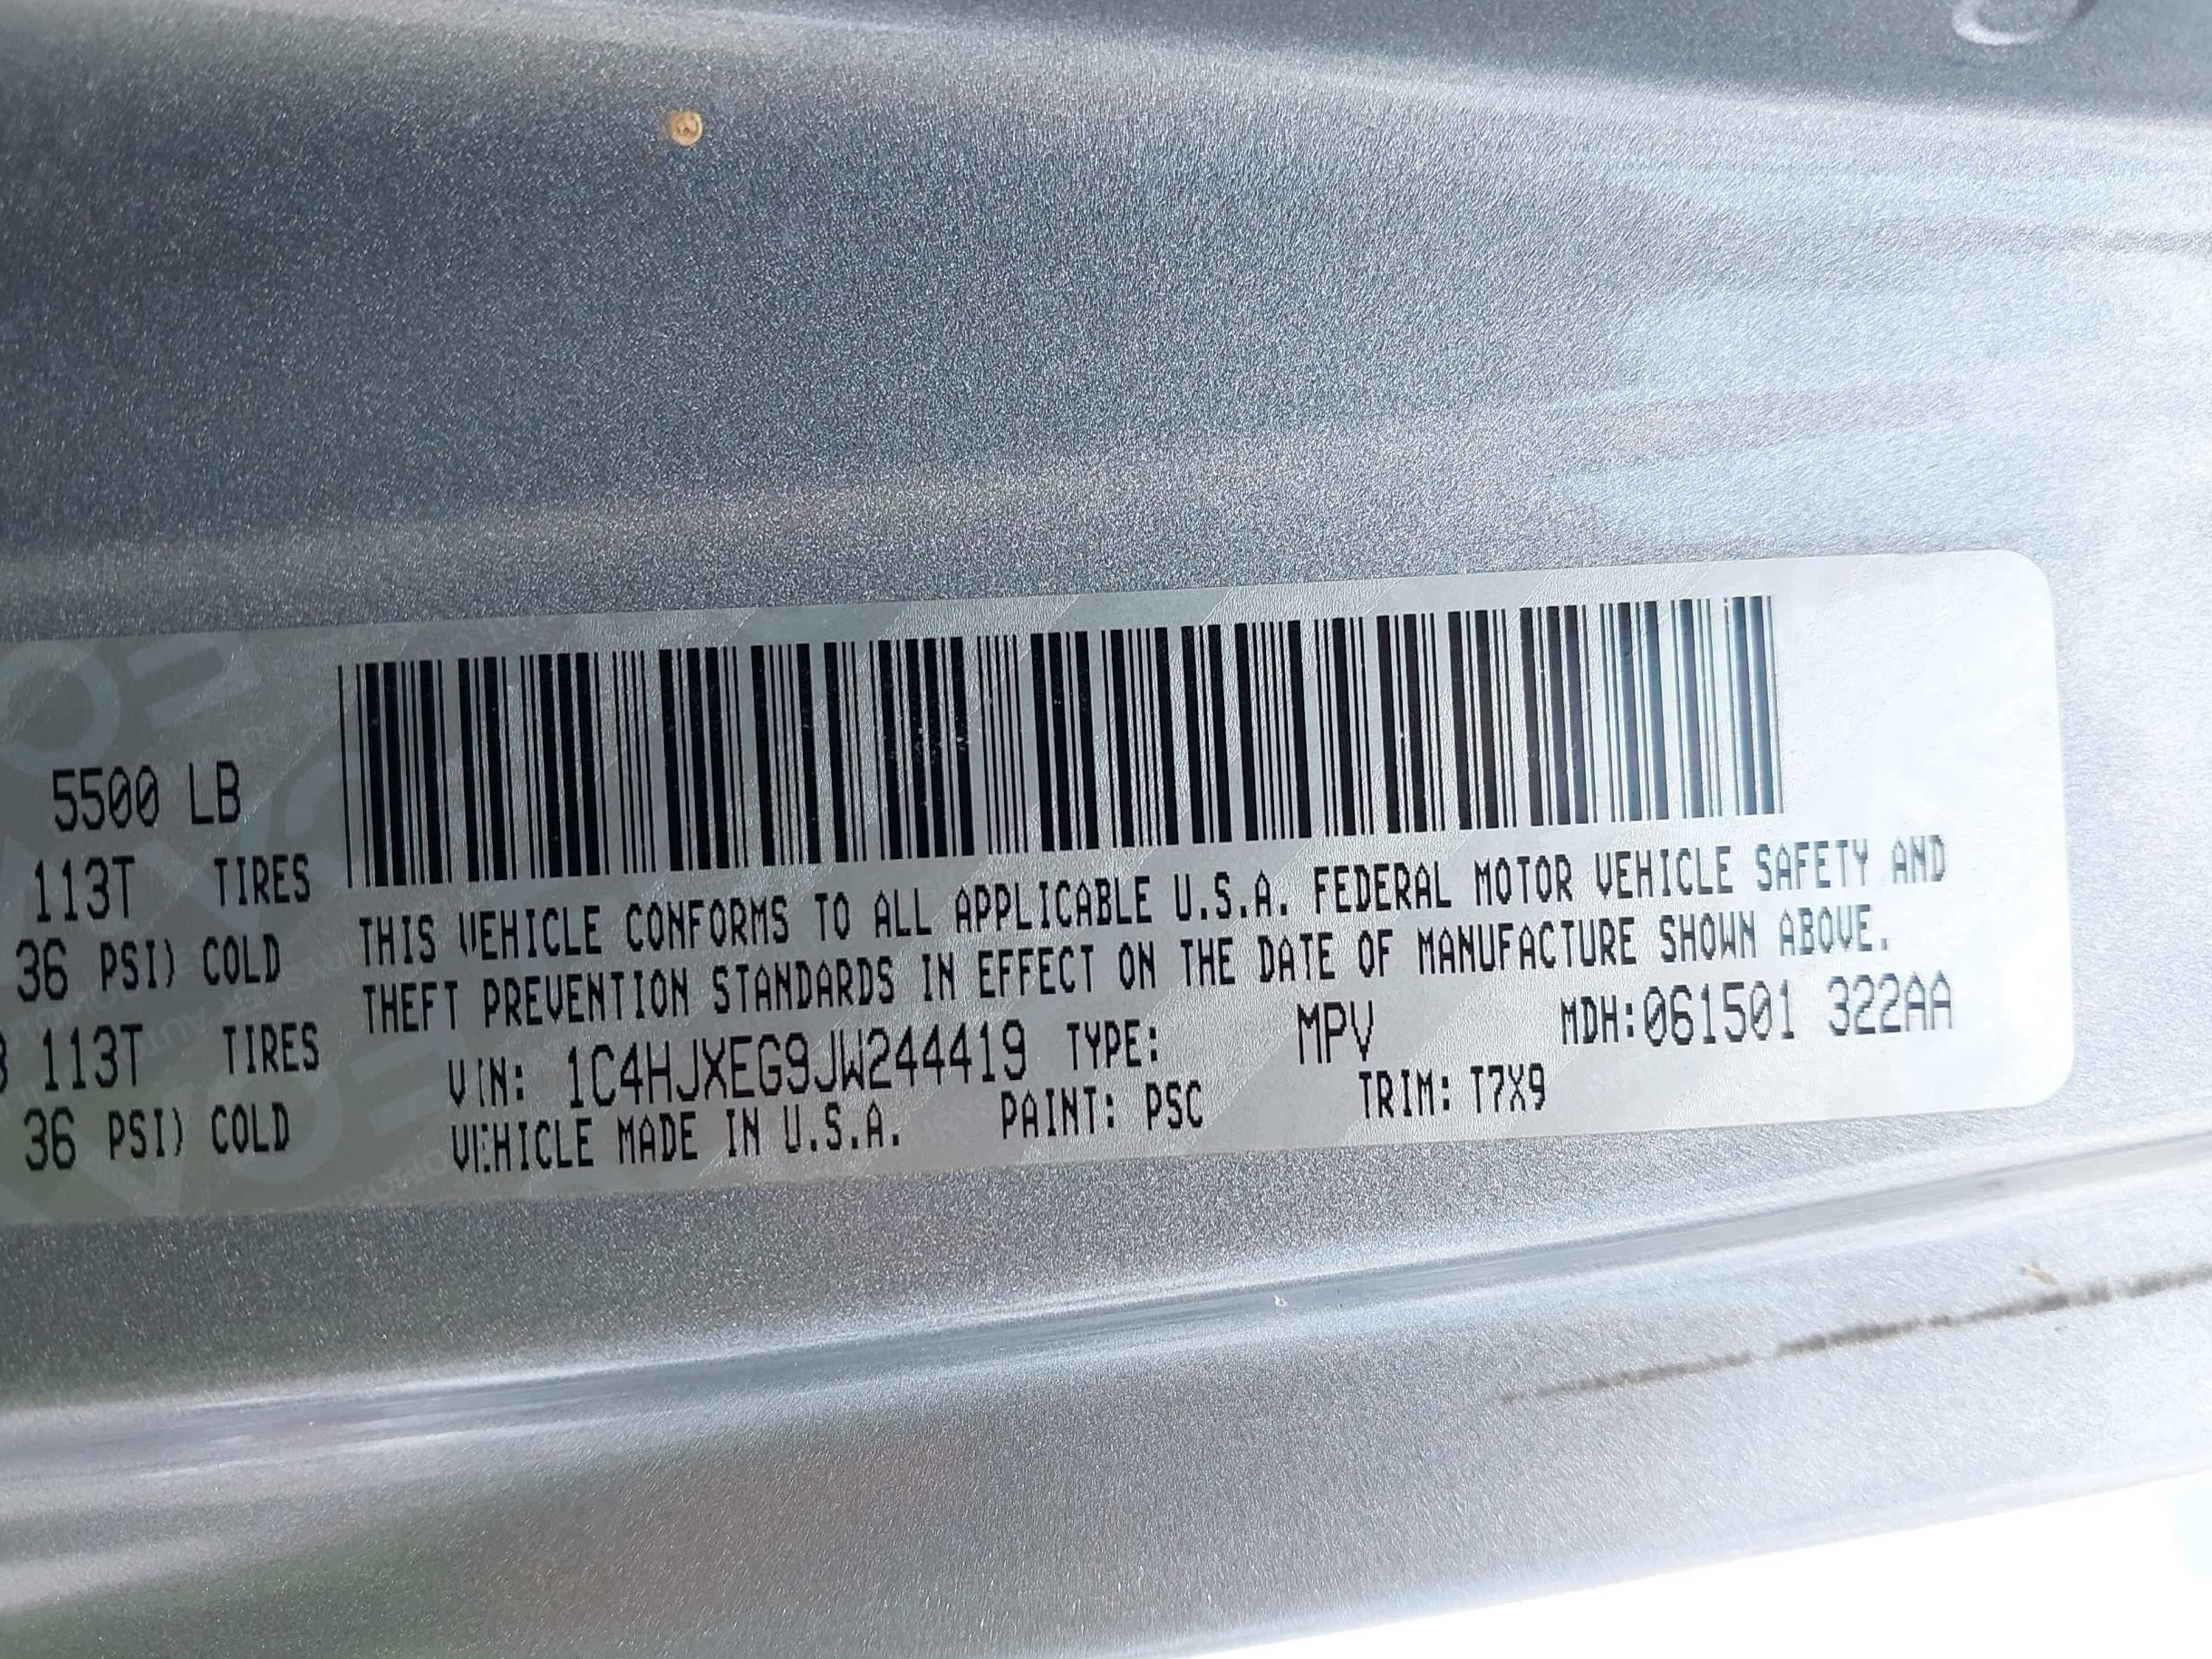 5500 LB
113T TIRES
36 PSI) COLD
113T TIRES
36 PSI) COLD
THIS VEHICLE CONFORMS TO ALL APPLICABLE U.S.A. FEDERAL MOTOR VEHICLE SAFETY AND
THEFT PREVENTION STANDARDS IN EFFECT ON THE DATE OF MANUFACTURE SHOWN ABOVE.
VIN: 1C4HJXEG9JW244419 TYPE: MPV MDH:061501 322AA
VEHICLE MADE IN U.S.A. PAINT: PSC TRIM: T7X9